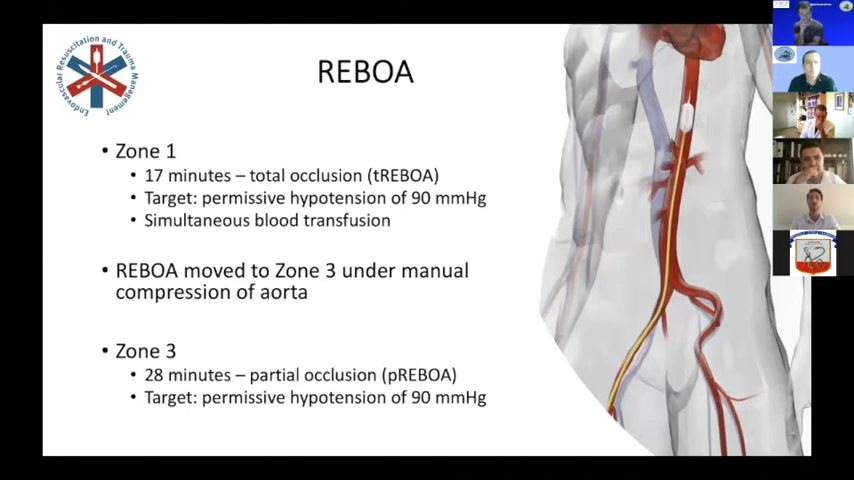 Endovascular Resuscitation and Trauma Management
REBOA
• Zone 1
• 17 minutes – total occlusion (tREBOA)
• Target: permissive hypotension of 90 mmHg
• Simultaneous blood transfusion
• REBOA moved to Zone 3 under manual
compression of aorta
• Zone 3
• 28 minutes – partial occlusion (pREBOA)
• Target: permissive hypotension of 90 mmHg